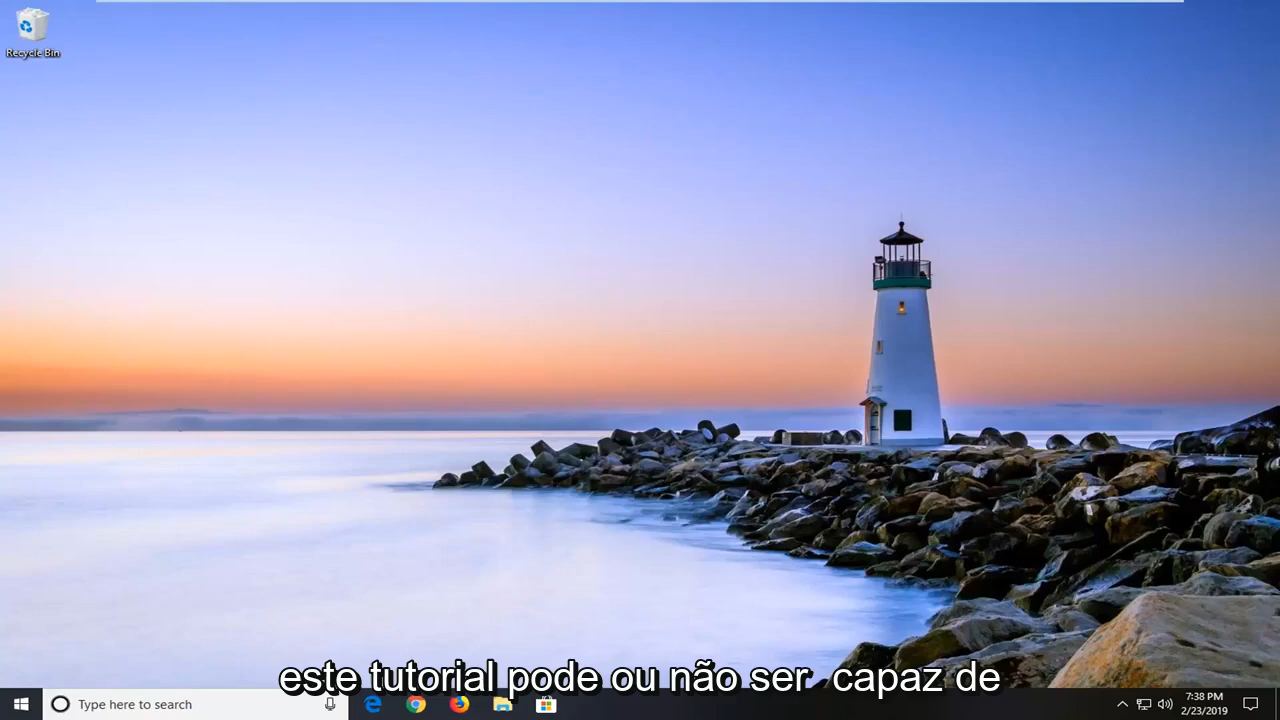 Recycle Bin
este tutorial pode ou não ser capaz de
Type here to search
7:38 PM
2/23/2019